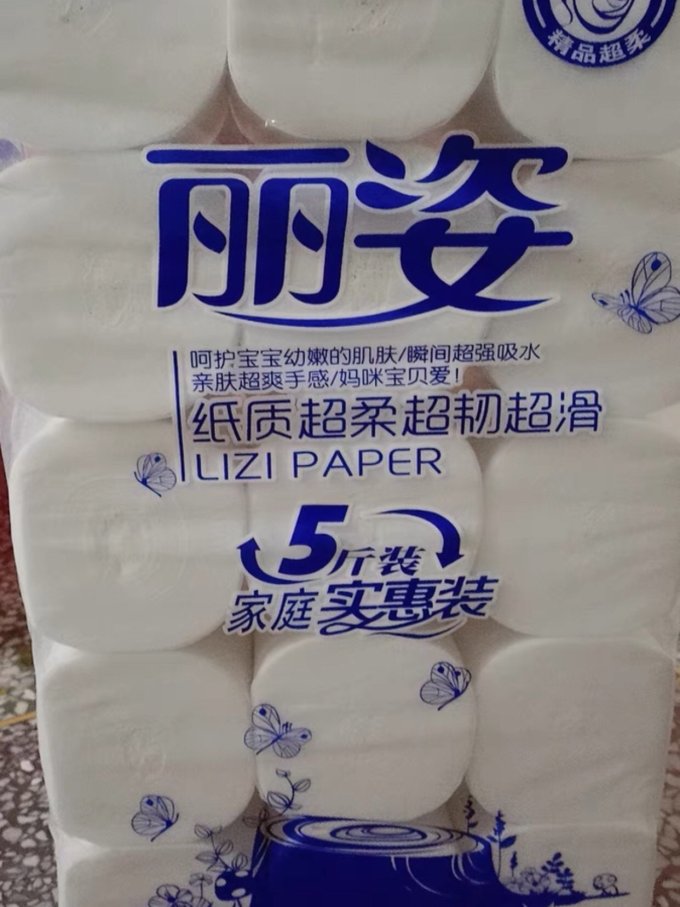 精品超柔
丽姿
呵护宝宝幼嫩的肌肤/瞬间超强吸水
亲肤超爽手感/妈咪宝贝爱!
纸质超柔超韧超滑
LIZI PAPER
5斤装
家庭实惠装